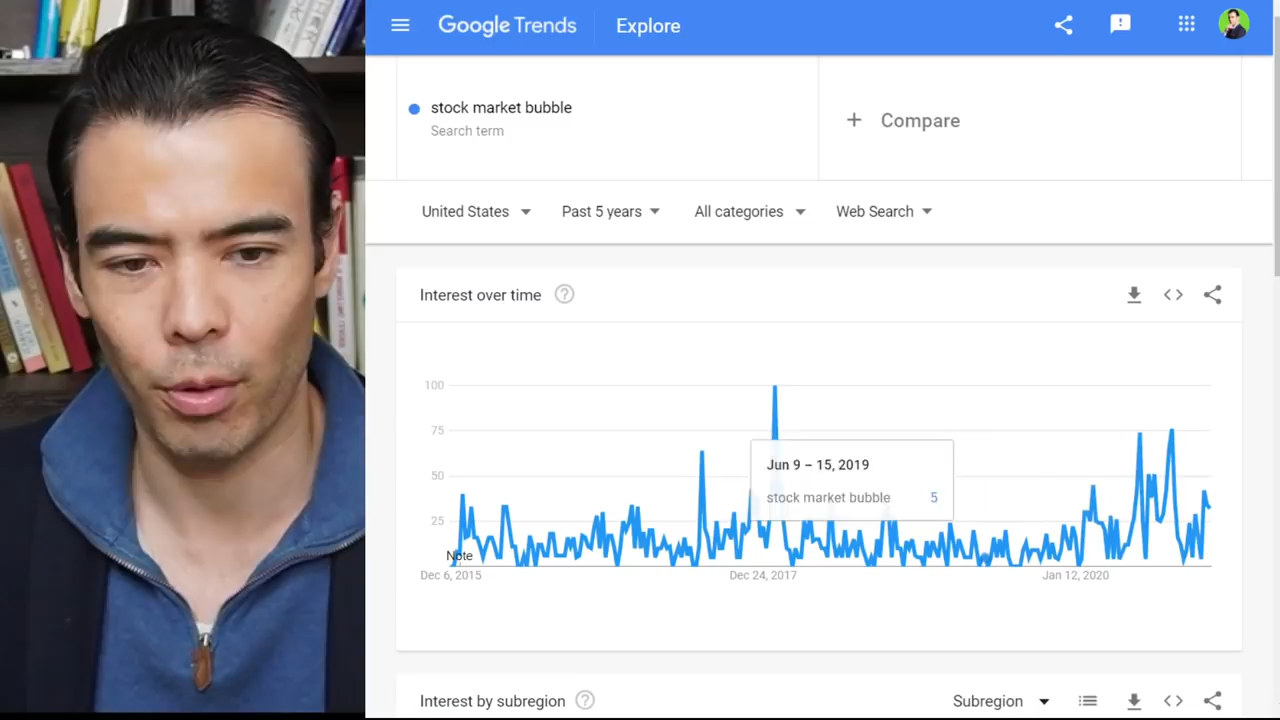 Google Trends
Explore
stock market bubble
Search term
+ Compare
United States
Past 5 years
All categories
Web Search
Interest over time
100
75
50
25
Jun 9 – 15, 2019
stock market bubble 5
Note
Dec 6, 2015
Dec 24, 2017
Jan 12, 2020
Interest by subregion
Subregion